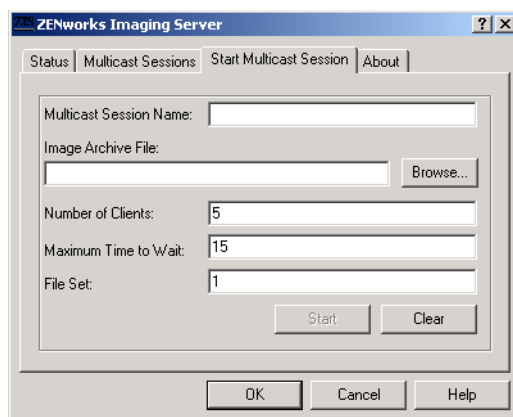 ZIS ZENworks Imaging Server
Status Multicast Sessions Start Multicast Session About
Multicast Session Name:
Image Archive File:
Browse...
Number of Clients: 5
Maximum Time to Wait: 15
File Set: 1
Start Clear
OK Cancel Help